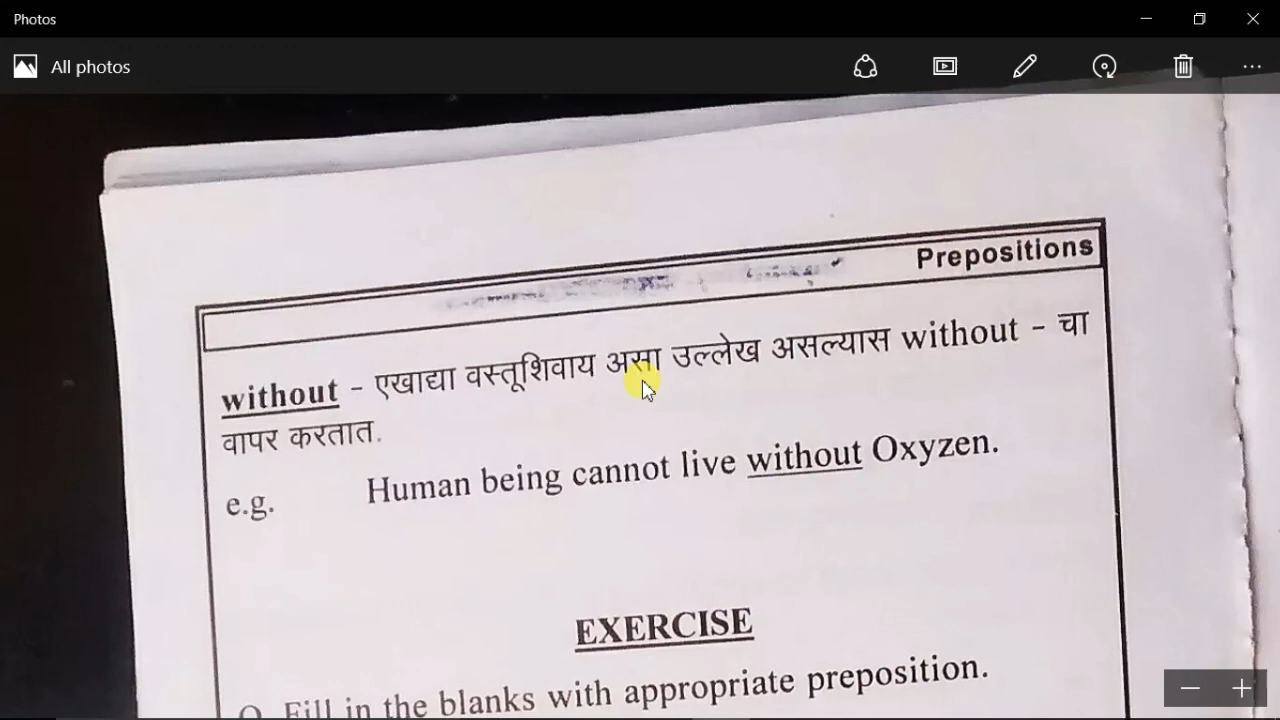 Photos
All photos
Prepositions
without - एखाद्या वस्तूशिवाय असा उल्लेख असल्यास without - चा
वापर करतात.
e.g. Human being cannot live without Oxyzen.
EXERCISE
Q. Fill in the blanks with appropriate preposition.